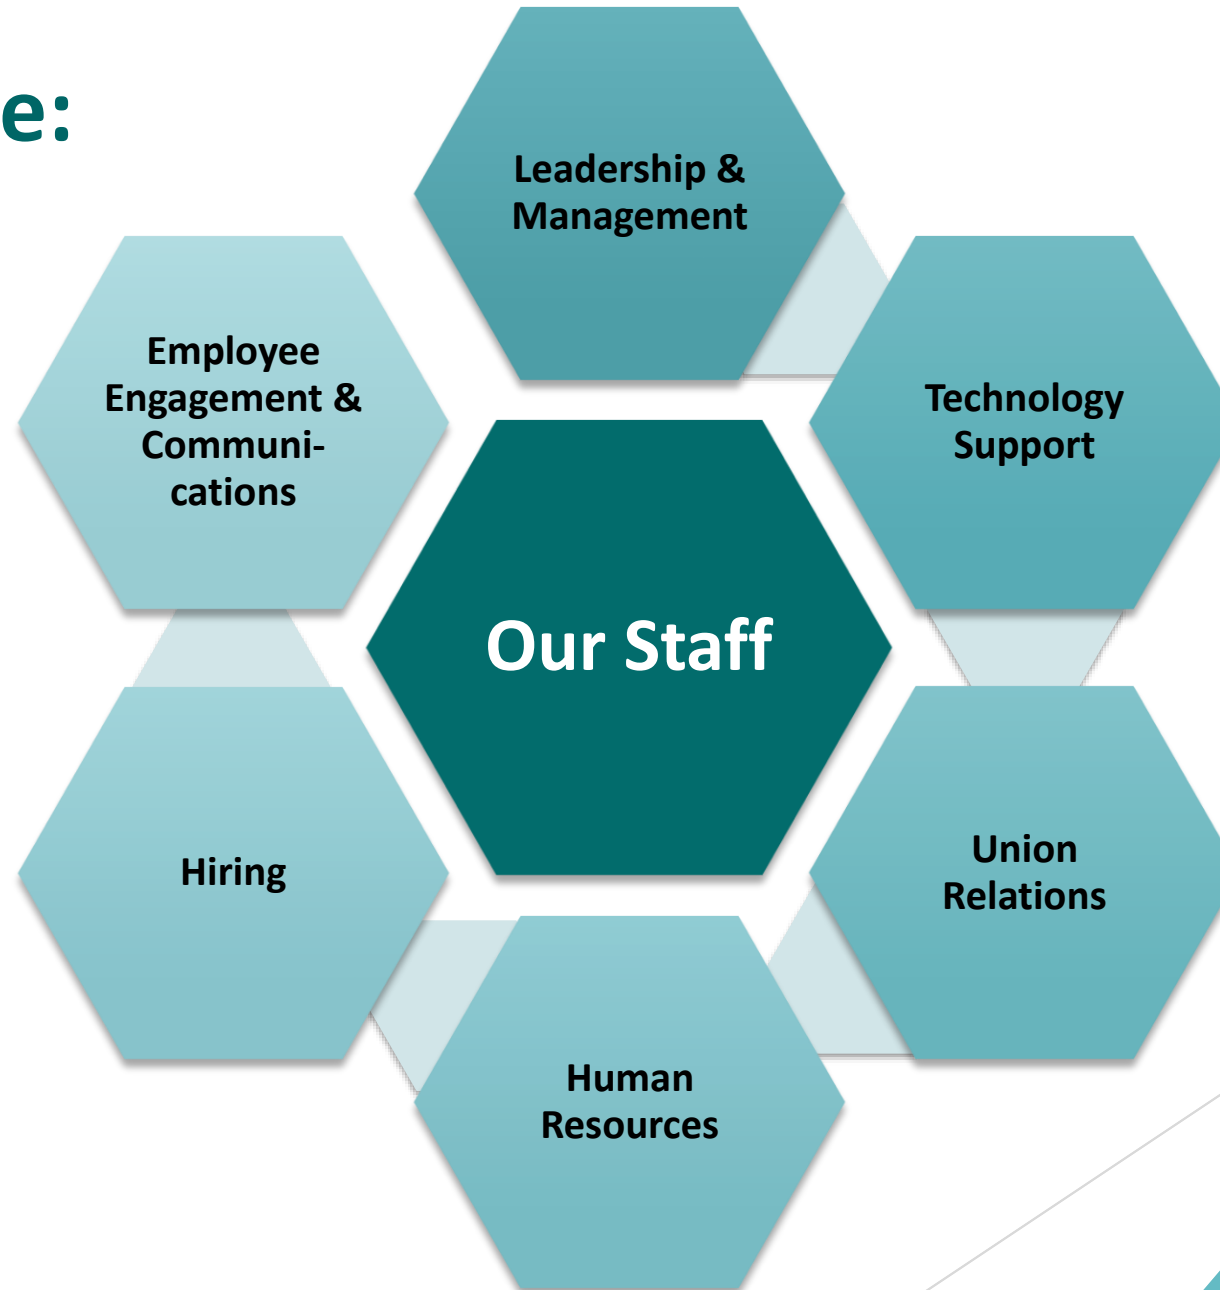 e:
Leadership &
Management
Employee
Engagement &
Communi-
cations
Technology
Support
Our Staff
Hiring
Union
Relations
Human
Resources